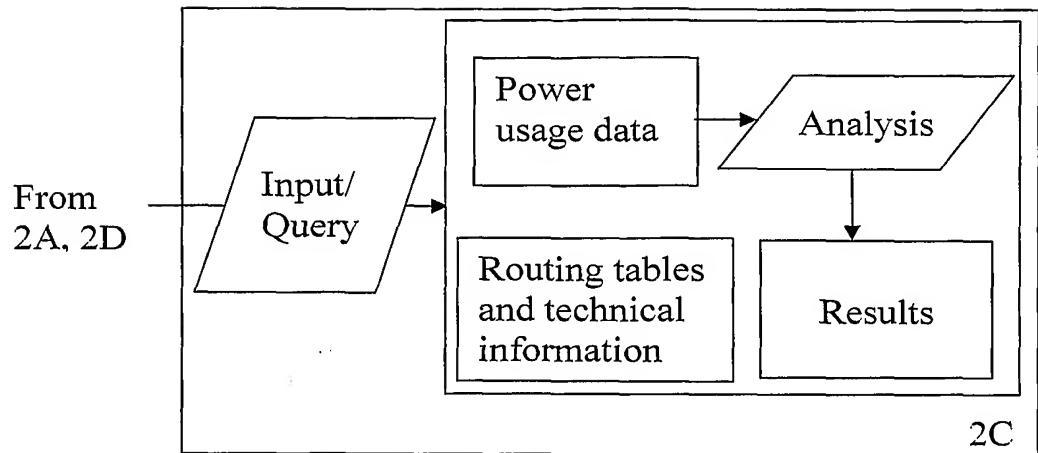 From
2A, 2D
Input/
Query
Power
usage data
Analysis
Routing tables
and technical
information
Results
2C